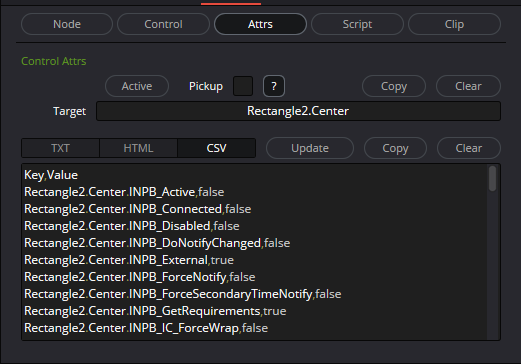 Node Control Attrs Script Clip
Control Attrs
Active Pickup ? Copy Clear
Target Rectangle2.Center
TXT HTML CSV Update Copy Clear
Key,Value
Rectangle2.Center.INPB_Active,false
Rectangle2.Center.INPB_Connected,false
Rectangle2.Center.INPB_Disabled,false
Rectangle2.Center.INPB_DoNotifyChanged,false
Rectangle2.Center.INPB_External,true
Rectangle2.Center.INPB_ForceNotify,false
Rectangle2.Center.INPB_ForceSecondaryTimeNotify,false
Rectangle2.Center.INPB_GetRequirements,true
Rectangle2.Center.INPB_IC_ForceWrap,false